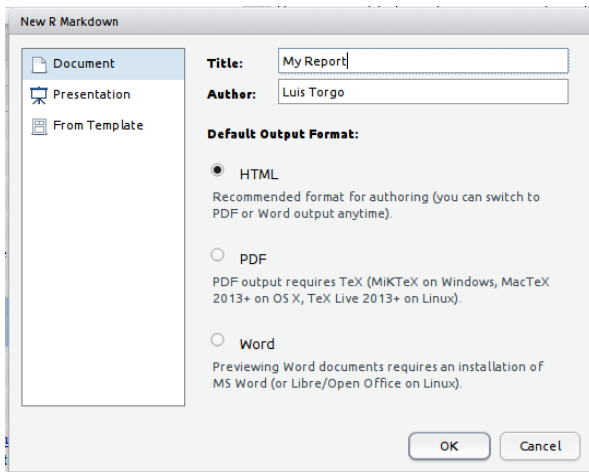 New R Markdown
Document
Presentation
From Template
Title: My Report
Author: Luis Torgo
Default Output Format:
HTML
Recommended format for authoring (you can switch to
PDF or Word output anytime).
PDF
PDF output requires TeX (MiKTeX on Windows, MacTeX
2013+ on OS X, TeX Live 2013+ on Linux).
Word
Previewing Word documents requires an installation of
MS Word (or Libre/Open Office on Linux).
OK Cancel